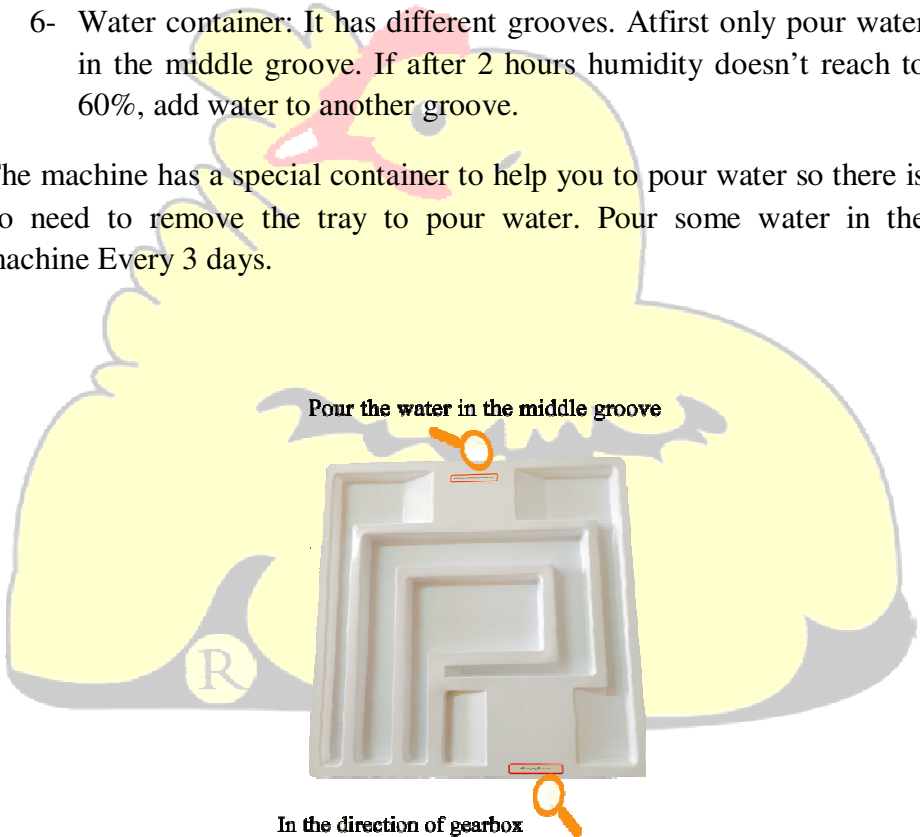 6- Water container: It has different grooves. Atfirst only pour water
in the middle groove. If after 2 hours humidity doesn't reach to
60%, add water to another groove.
he machine has a special container to help you to pour water so there is
o need to remove the tray to pour water. Pour some water in the
machine Every 3 days.
Pour the water in the middle groove
R
In the direction of gearbox